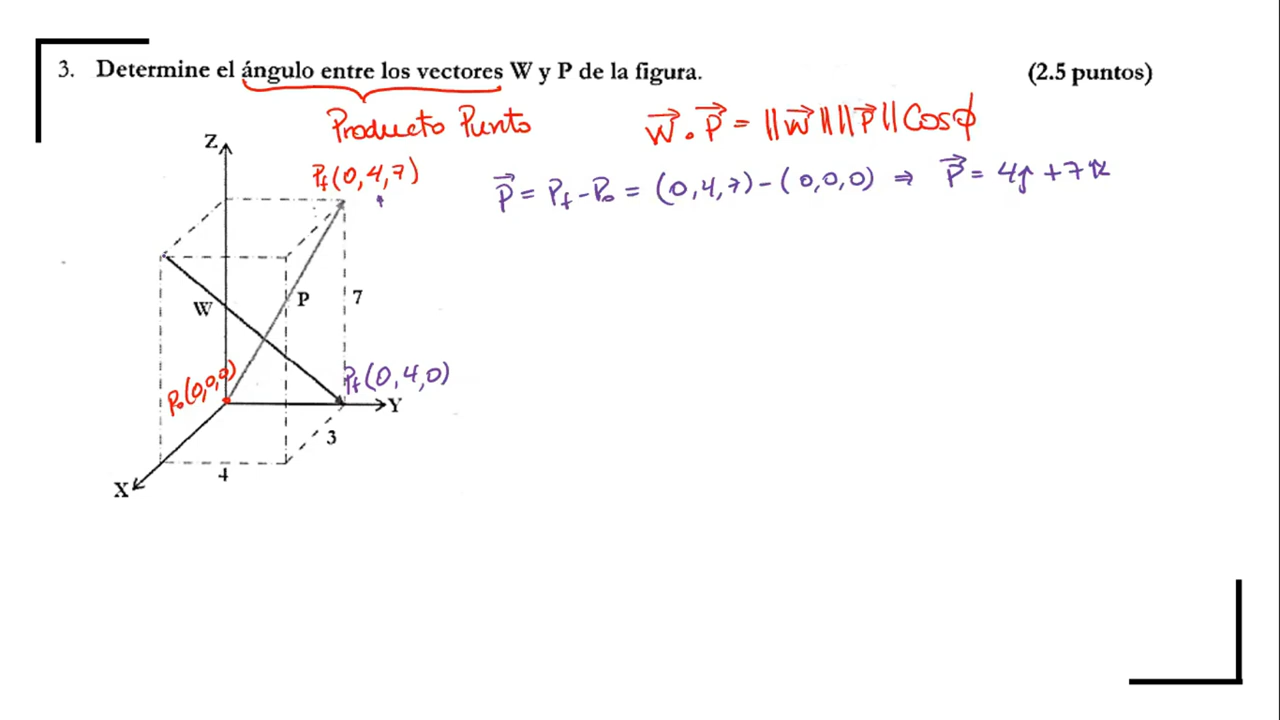 3. Determine el ángulo entre los vectores W y P de la figura. (2.5 puntos)
Producto Punto
W⃗ • P⃗ = ||W⃗|| ||P⃗|| Cosϕ
Z
Pf (0,4,7)
P⃗ = Pf - Po = (0,4,7) - (0,0,0) ⇒ P⃗ = 4j + 7k
W
P
7
Po (0,0,0)
Pf (0,4,0)
Y
3
4
X